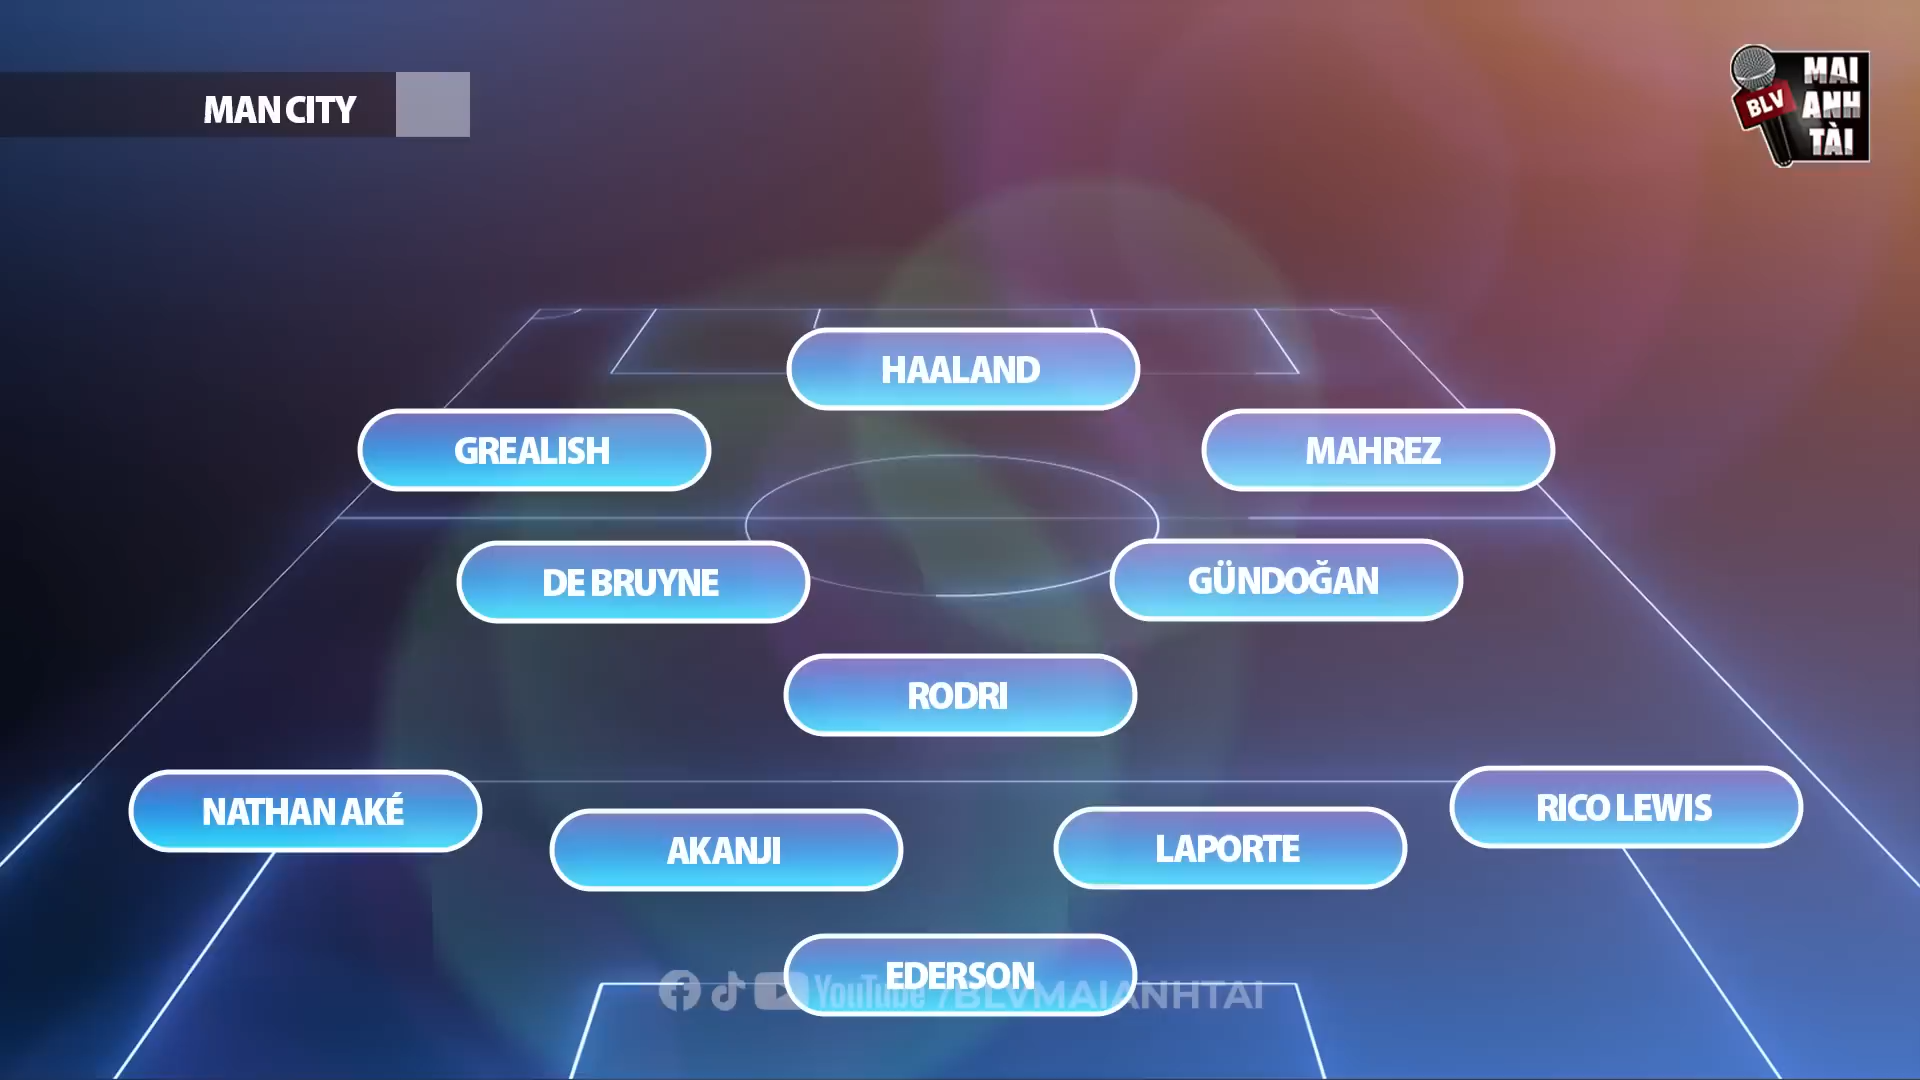 MAN CITY
BLV
MAI
ANH
TÀI
HAALAND
GREALISH
MAHREZ
DE BRUYNE
GÜNDOĞAN
RODRI
NATHAN AKÉ
AKANJI
LAPORTE
RICO LEWIS
EDERSON
YouTube /BLVMAIANHTAI